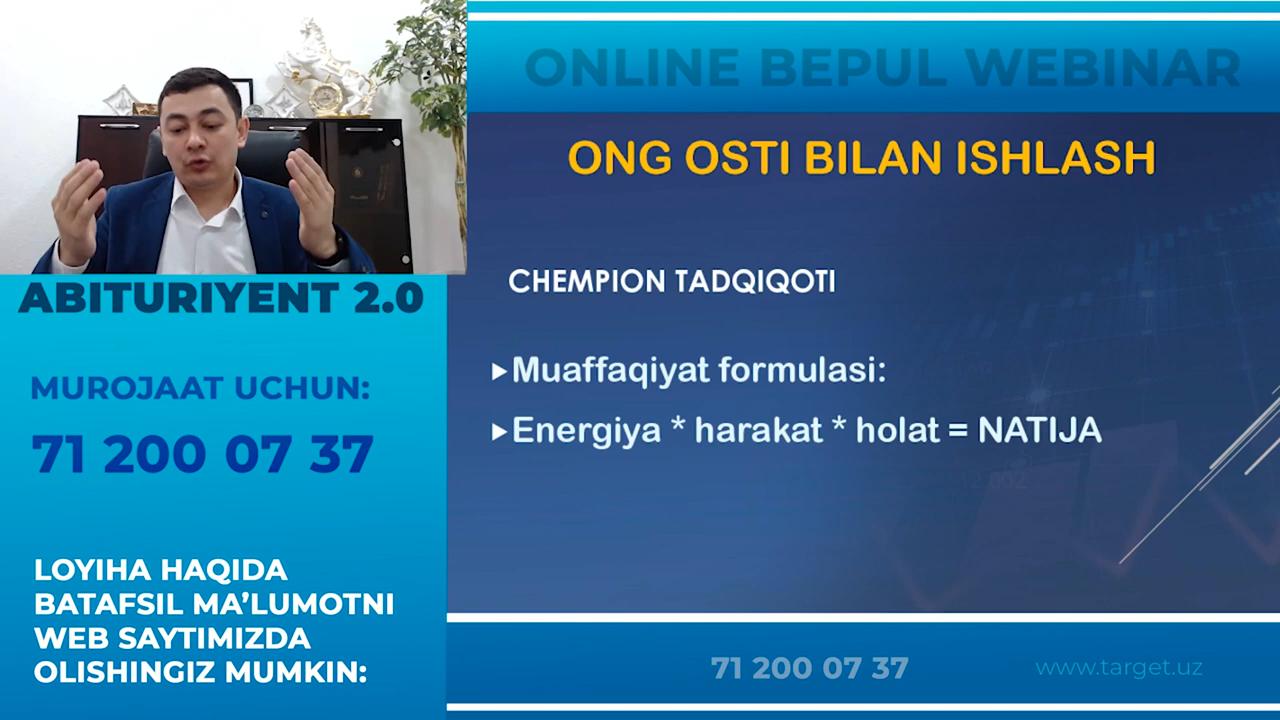 ONLINE BEPUL WEBINAR
ONG OSTI BILAN ISHLASH
CHEMPION TADQIQOTI
Muaffaqiyat formulasi:
Energiya * harakat * holat = NATIJA
ABITURIYENT 2.0
MUROJAAT UCHUN:
71 200 07 37
LOYIHA HAQIDA
BATAFSIL MA’LUMOTNI
WEB SAYTIMIZDA
OLISHINGIZ MUMKIN:
71 200 07 37
www.target.uz